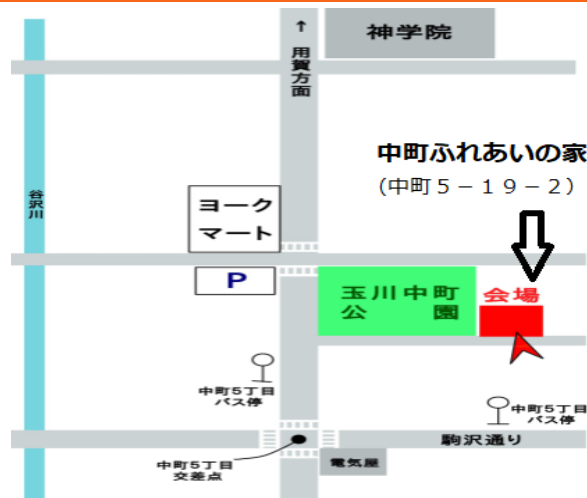 ↑
用賀方面
神学院
中町ふれあいの家
(中町５－１９－２)
谷沢川
ヨーク
マート
P
玉川中町
公園
会場
中町5丁目
バス停
中町5丁目
バス停
駒沢通り
中町5丁目
交差点
電気屋